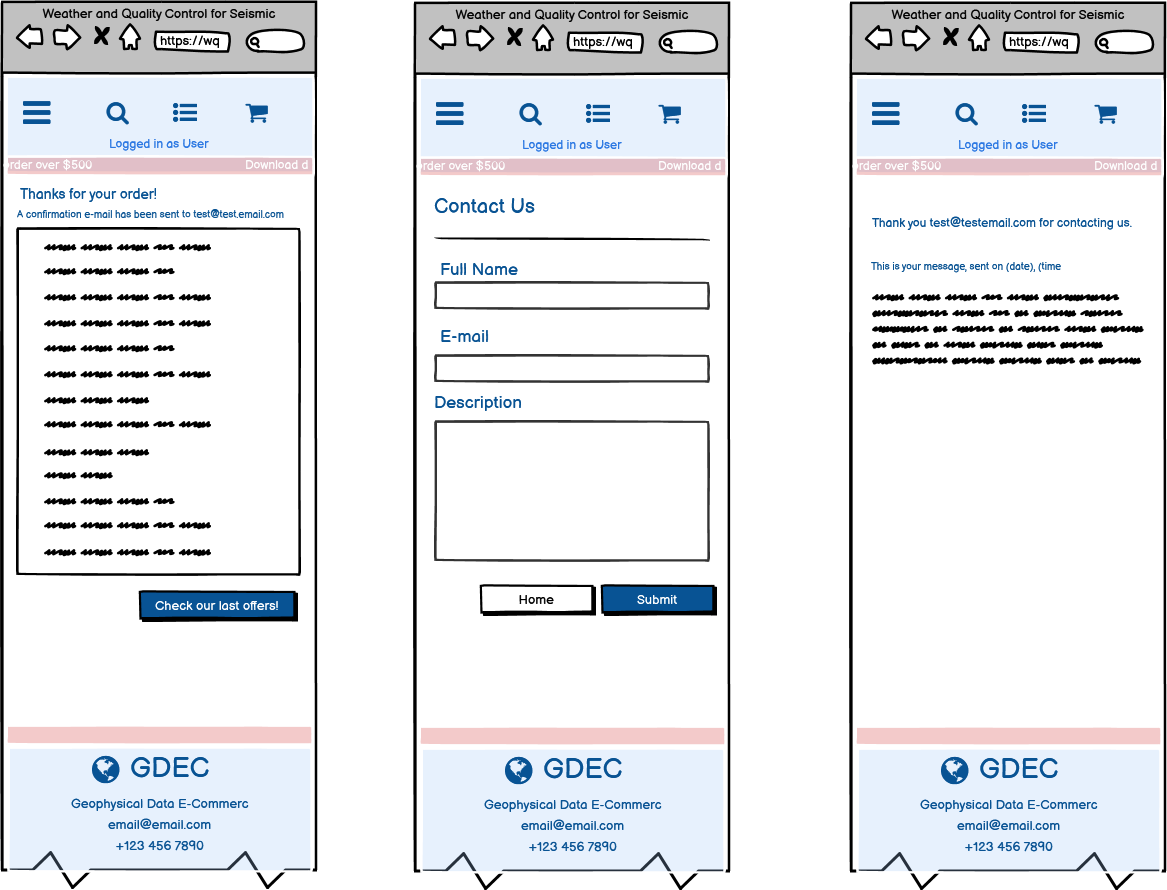 Weather and Quality Control for Seismic
https://wq
Logged in as User
order over $500 Download d
Thanks for your order!
A confirmation e-mail has been sent to test@test.email.com
Check our last offers!
GDEC
Geophysical Data E-Commerc
email@email.com
+123 456 7890
Weather and Quality Control for Seismic
https://wq
Logged in as User
order over $500 Download d
Contact Us
Full Name
E-mail
Description
Home Submit
GDEC
Geophysical Data E-Commerc
email@email.com
+123 456 7890
Weather and Quality Control for Seismic
https://wq
Logged in as User
order over $500 Download d
Thank you test@testemail.com for contacting us.
This is your message, sent on (date), (time
GDEC
Geophysical Data E-Commerc
email@email.com
+123 456 7890